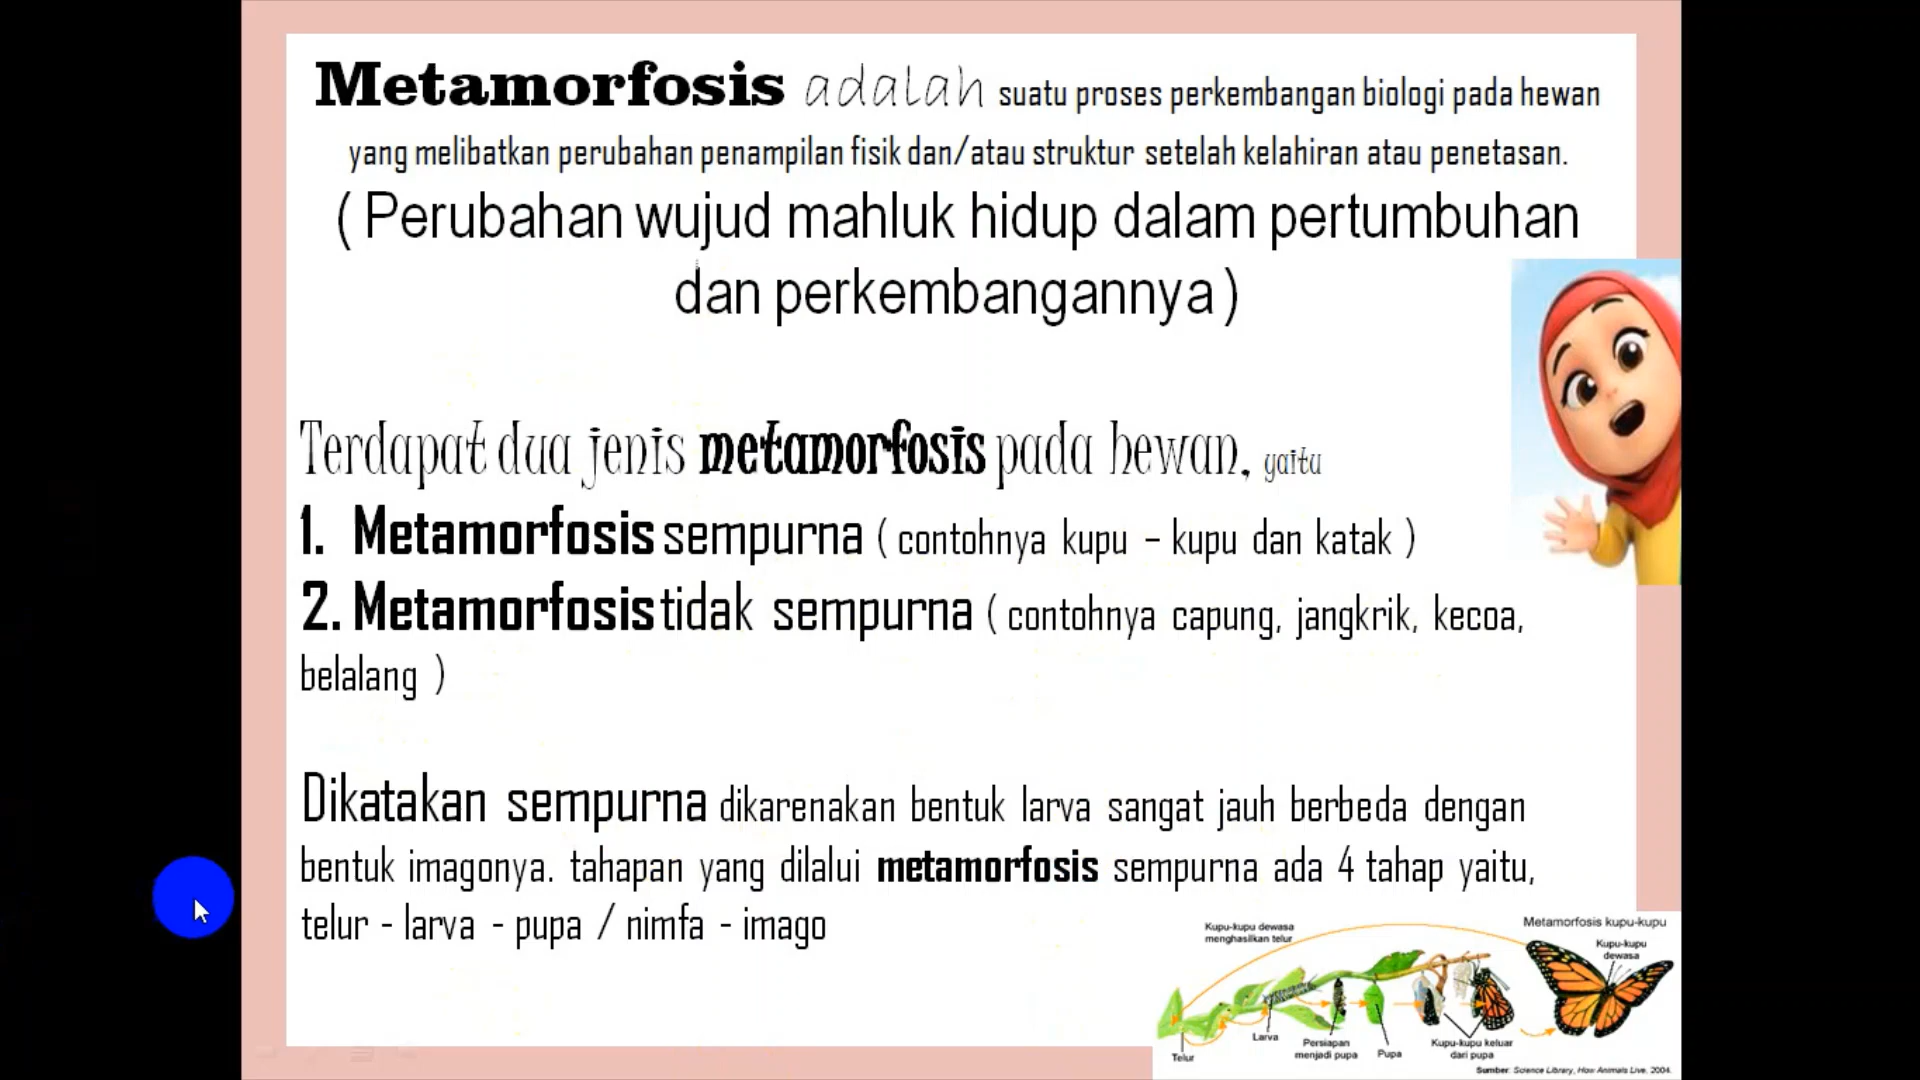 Metamorfosis adalah suatu proses perkembangan biologi pada hewan
yang melibatkan perubahan penampilan fisik dan/atau struktur setelah kelahiran atau penetasan.
( Perubahan wujud mahluk hidup dalam pertumbuhan
dan perkembangannya )
Terdapat dua jenis metamorfosis pada hewan, yaitu
1. Metamorfosis sempurna ( contohnya kupu – kupu dan katak )
2. Metamorfosis tidak sempurna ( contohnya capung, jangkrik, kecoa,
belalang )
Dikatakan sempurna dikarenakan bentuk larva sangat jauh berbeda dengan
bentuk imagonya. tahapan yang dilalui metamorfosis sempurna ada 4 tahap yaitu,
telur - larva - pupa / nimfa - imago
Metamorfosis kupu-kupu
Kupu-kupu dewasa
menghasilkan telur
Kupu-kupu
dewasa
Telur
Larva
Persiapan
menjadi pupa
Pupa
Kupu-kupu keluar
dari pupa
Sumber: Science Library, How Animals Live, 2004.